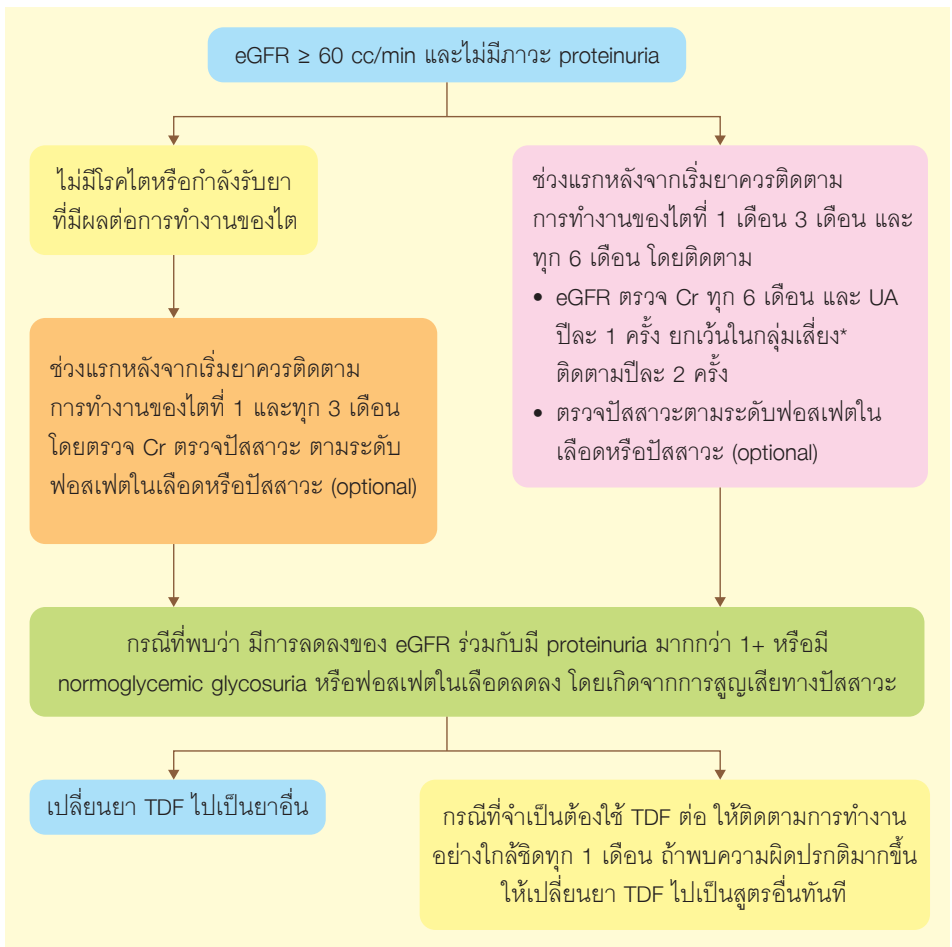 eGFR ≥ 60 cc/min และไม่มีภาวะ proteinuria
ไม่มีโรคไตหรือกำลังรับยา
ที่มีผลต่อการทำงานของไต
ช่วงแรกหลังจากเริ่มยาควรติดตาม
การทำงานของไตที่ 1 และทุก 3 เดือน
โดยตรวจ Cr ตรวจปัสสาวะ ตามระดับ
ฟอสเฟตในเลือดหรือปัสสาวะ (optional)
ช่วงแรกหลังจากเริ่มยาควรติดตาม
การทำงานของไตที่ 1 เดือน 3 เดือน และ
ทุก 6 เดือน โดยติดตาม
• eGFR ตรวจ Cr ทุก 6 เดือน และ UA
ปีละ 1 ครั้ง ยกเว้นในกลุ่มเสี่ยง*
ติดตามปีละ 2 ครั้ง
• ตรวจปัสสาวะตามระดับฟอสเฟตใน
เลือดหรือปัสสาวะ (optional)
กรณีที่พบว่า มีการลดลงของ eGFR ร่วมกับมี proteinuria มากกว่า 1+ หรือมี
normoglycemic glycosuria หรือฟอสเฟตในเลือดลดลง โดยเกิดจากการสูญเสียทางปัสสาวะ
เปลี่ยนยา TDF ไปเป็นยาอื่น
กรณีที่จำเป็นต้องใช้ TDF ต่อ ให้ติดตามการทำงาน
อย่างใกล้ชิดทุก 1 เดือน ถ้าพบความผิดปรกติมากขึ้น
ให้เปลี่ยนยา TDF ไปเป็นสูตรอื่นทันที